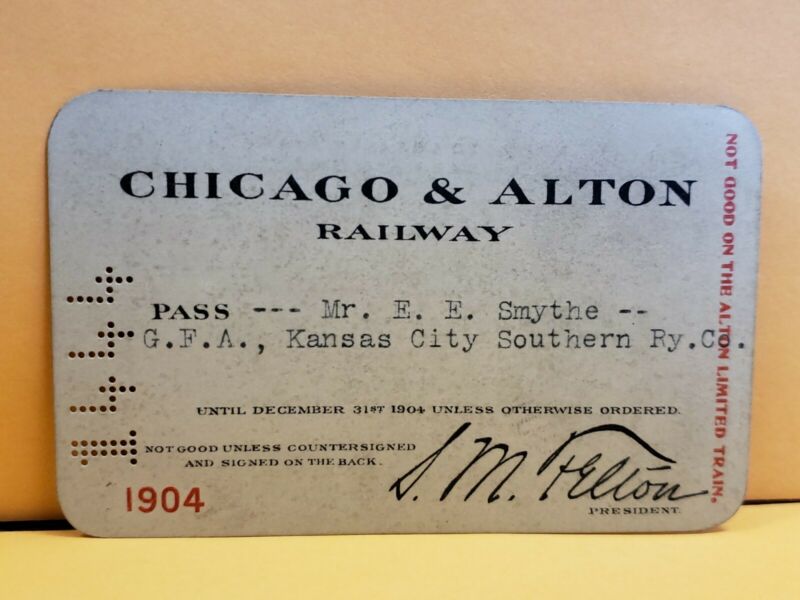 CHICAGO & ALTON
RAILWAY
PASS --- Mr. E. E. Smythe --
G.F.A., Kansas City Southern Ry.Co.
UNTIL DECEMBER 31ST 1904 UNLESS OTHERWISE ORDERED.
NOT GOOD UNLESS COUNTERSIGNED
AND SIGNED ON THE BACK.
S. M. Felton
PRESIDENT.
1904
NOT GOOD ON THE ALTON LIMITED TRAIN.